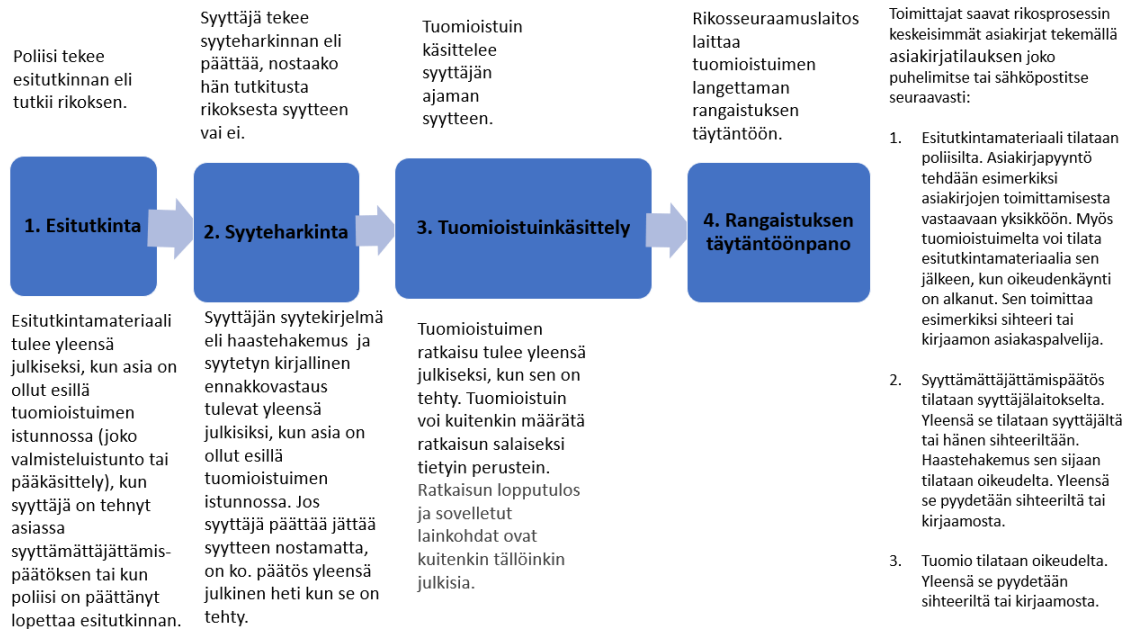 Poliisi tekee
esitutkinnan eli
tutkii rikoksen.
Syyttäjä tekee
syyteharkinnan eli
päättää, nostaako
hän tutkitusta
rikoksesta syytteen
vai ei.
Tuomioistuin
käsittelee
syyttäjän
ajaman
syytteen.
Rikosseuraamuslaitos
laittaa
tuomioistuimen
langettaman
rangaistuksen
täytäntöön.
1. Esitutkinta
2. Syyteharkinta
3. Tuomioistuinkäsittely
4. Rangaistuksen
täytäntöönpano
Esitutkintamateriaali
tulee yleensä
julkiseksi, kun asia on
ollut esillä
tuomioistuimen
istunnossa (joko
valmisteluistunto tai
pääkäsittely), kun
syyttäjä on tehnyt
asiassa
syyttämättäjättämis-
päätöksen tai kun
poliisi on päättänyt
lopettaa esitutkinnan.
Syyttäjän syytekirjelmä
eli haastehakemus ja
syytetyn kirjallinen
ennakkovastaus
tulevat yleensä
julkisiksi, kun asia on
ollut esillä
tuomioistuimen
istunnossa. Jos
syyttäjä päättää jättää
syytteen nostamatta,
on ko. päätös yleensä
julkinen heti kun se on
tehty.
Tuomioistuimen
ratkaisu tulee yleensä
julkiseksi, kun sen on
tehty. Tuomioistuin
voi kuitenkin määrätä
ratkaisun salaiseksi
tietyin perustein.
Ratkaisun lopputulos
ja sovelletut
lainkohdat ovat
kuitenkin tällöinkin
julkisia.
Toimittajat saavat rikosprosessin
keskeisimmät asiakirjat tekemällä
asiakirjatilauksen joko
puhelimitse tai sähköpostitse
seuraavasti:
1. Esitutkintamateriaali tilataan
poliisilta. Asiakirjapyyntö
tehdään esimerkiksi
asiakirjojen toimittamisesta
vastaavaan yksikköön. Myös
tuomioistuimelta voi tilata
esitutkintamateriaalia sen
jälkeen, kun oikeudenkäynti
on alkanut. Sen toimittaa
esimerkiksi sihteeri tai
kirjaamon asiakaspalvelija.
2. Syyttämättäjättämispäätös
tilataan syyttäjälaitokselta.
Yleensä se tilataan syyttäjältä
tai hänen sihteeriltään.
Haastehakemus sen sijaan
tilataan oikeudelta. Yleensä
se pyydetään sihteeriltä tai
kirjaamosta.
3. Tuomio tilataan oikeudelta.
Yleensä se pyydetään
sihteeriltä tai kirjaamosta.